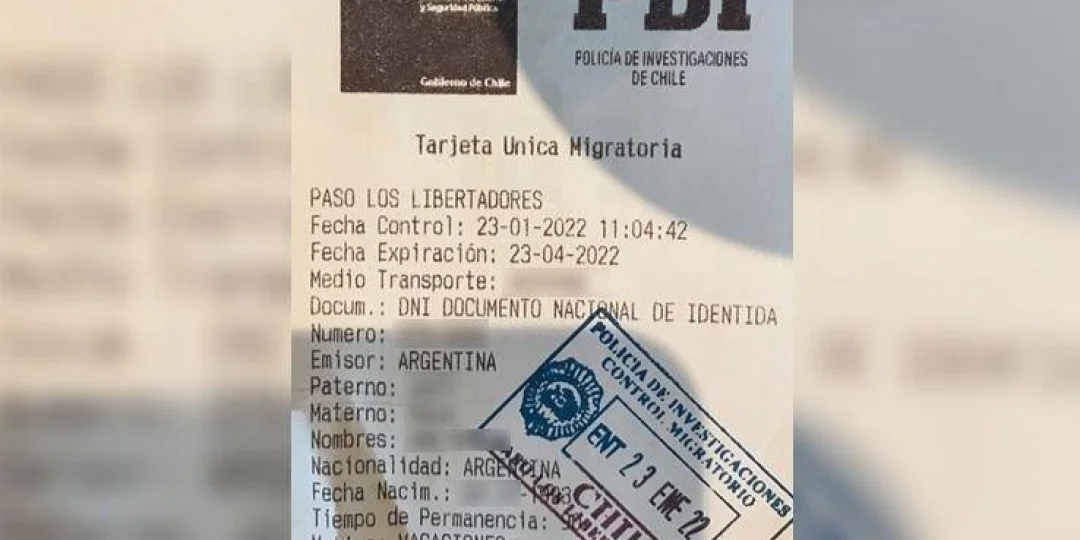 y Seguridad Pública
Gobierno de Chile
PDI
POLICÍA DE INVESTIGACIONES
DE CHILE
Tarjeta Unica Migratoria
PASO LOS LIBERTADORES
Fecha Control: 23-01-2022 11:04:42
Fecha Expiración: 23-04-2022
Medio Transporte:
Docum.: DNI DOCUMENTO NACIONAL DE IDENTIDA
Numero:
Emisor: ARGENTINA
Paterno:
Materno:
Nombres:
Nacionalidad: ARGENTINA
Fecha Nacim.:
Tiempo de Permanencia:
VACACIONES
POLICIA DE INVESTIGACIONES
CONTROL MIGRATORIO
ENT 23 ENE 22